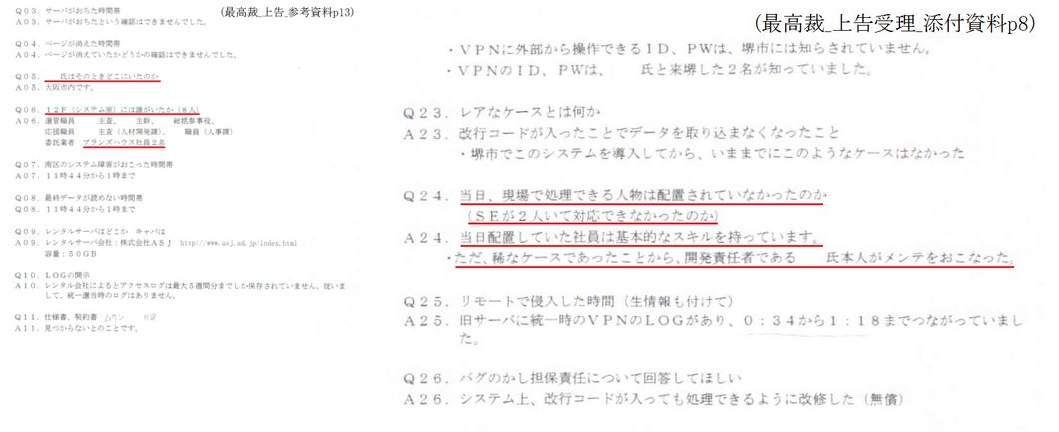 (最高裁_上告_参考資料p13)
Q03. サーバがおちた時間帯
A03. サーバがおちたという確認はできませんでした。
Q04. ページが消えた時間帯
A04. ページが消えていたかどうかの確認はできませんでした。
Q05. 氏はそのときどこにいたのか
A05. 大阪市内です。
Q06. 12F(システム室)には誰がいたか(8人)
A06. 選管職員 主査、 主幹、 総括参事役、
応援職員 主査(人材開発課)、 職員(人事課)
委託業者 ブランズハウス社員2名
Q07. 南区のシステム障害がおこった時間帯
A07. 11時44分から1時まで
Q08. 最終データが読めない時間帯
Q08. 11時44分から1時まで
Q09. レンタルサーバはどこか キャパは
A09. レンタルサーバ会社:株式会社ASJ http://www.asj.ad.jp/index.html
容量:50GB
Q10. LOGの開示
A10. レンタル会社によるとアクセスログは最大5週間分までしか保存されていません。従いま
して、統一選当時のログはありません。
Q11. 仕様書、契約書
A11. 見つからないとのことです。
(最高裁_上告受理_添付資料p8)
・VPNに外部から操作できるID、PWは、堺市には知らされていません。
・VPNのID、PWは、 氏と来堺した2名が知っていました。
Q23. レアなケースとは何か
A23. 改行コードが入ったことでデータを取り込まなくなったこと
・堺市でこのシステムを導入してから、いままでにこのようなケースはなかった
Q24. 当日、現場で処理できる人物は配置されていなかったのか
(SEが2人いて対応できなかったのか)
A24. 当日配置していた社員は基本的なスキルを持っています。
・ただ、稀なケースであったことから、開発責任者である 氏本人がメンテをおこなった。
Q25. リモートで侵入した時間(生情報も付けて)
A25. 旧サーバに統一時のVPNのLOGがあり、0:34から1:18までつながっていまし
た。
Q26. バグのかし担保責任について回答してほしい
A26. システム上、改行コードが入っても処理できるように改修した(無償)